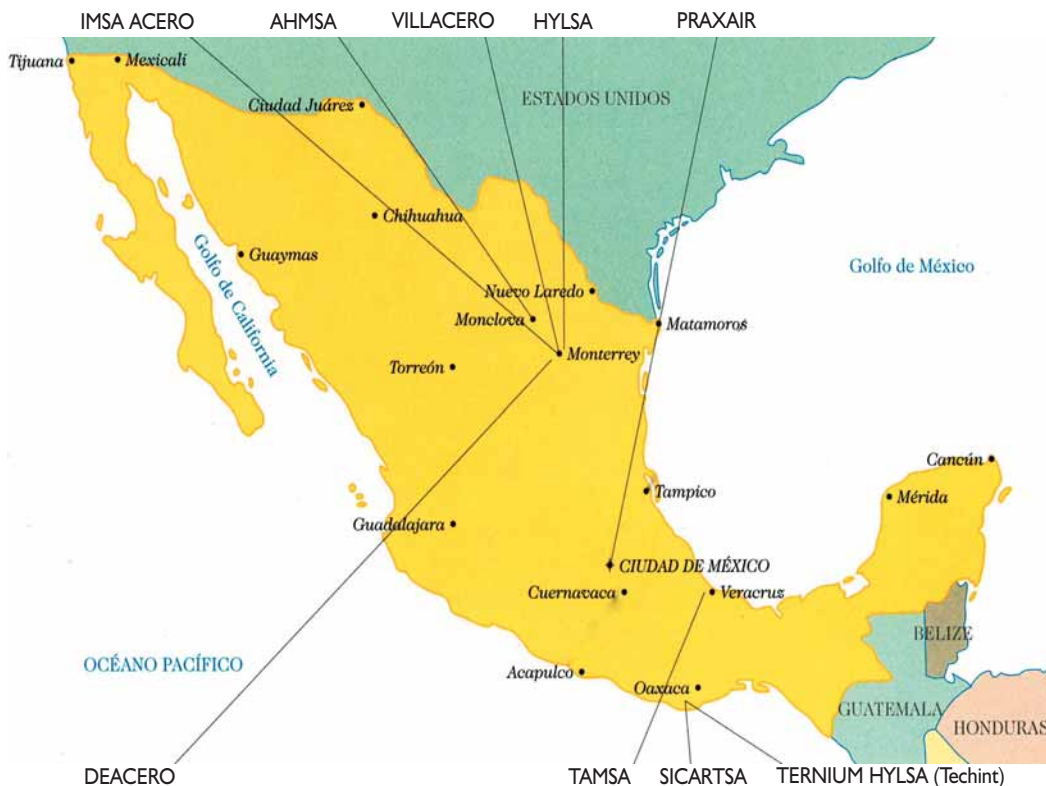 IMSA ACERO
AHMSA
VILLACERO
HYLSA
PRAXAIR
Tijuana
Mexicali
Ciudad Juárez
ESTADOS UNIDOS
Chihuahua
Guaymas
Golfo de California
Golfo de México
Nuevo Laredo
Monclova
Matamoros
Monterrey
Torreón
Cancún
Tampico
Mérida
Guadalajara
CIUDAD DE MÉXICO
Cuernavaca
Veracruz
BELIZE
OCÉANO PACÍFICO
Acapulco
Oaxaca
GUATEMALA
HONDURAS
DEACERO
TAMSA
SICARTSA
TERNIUM HYLSA (Techint)